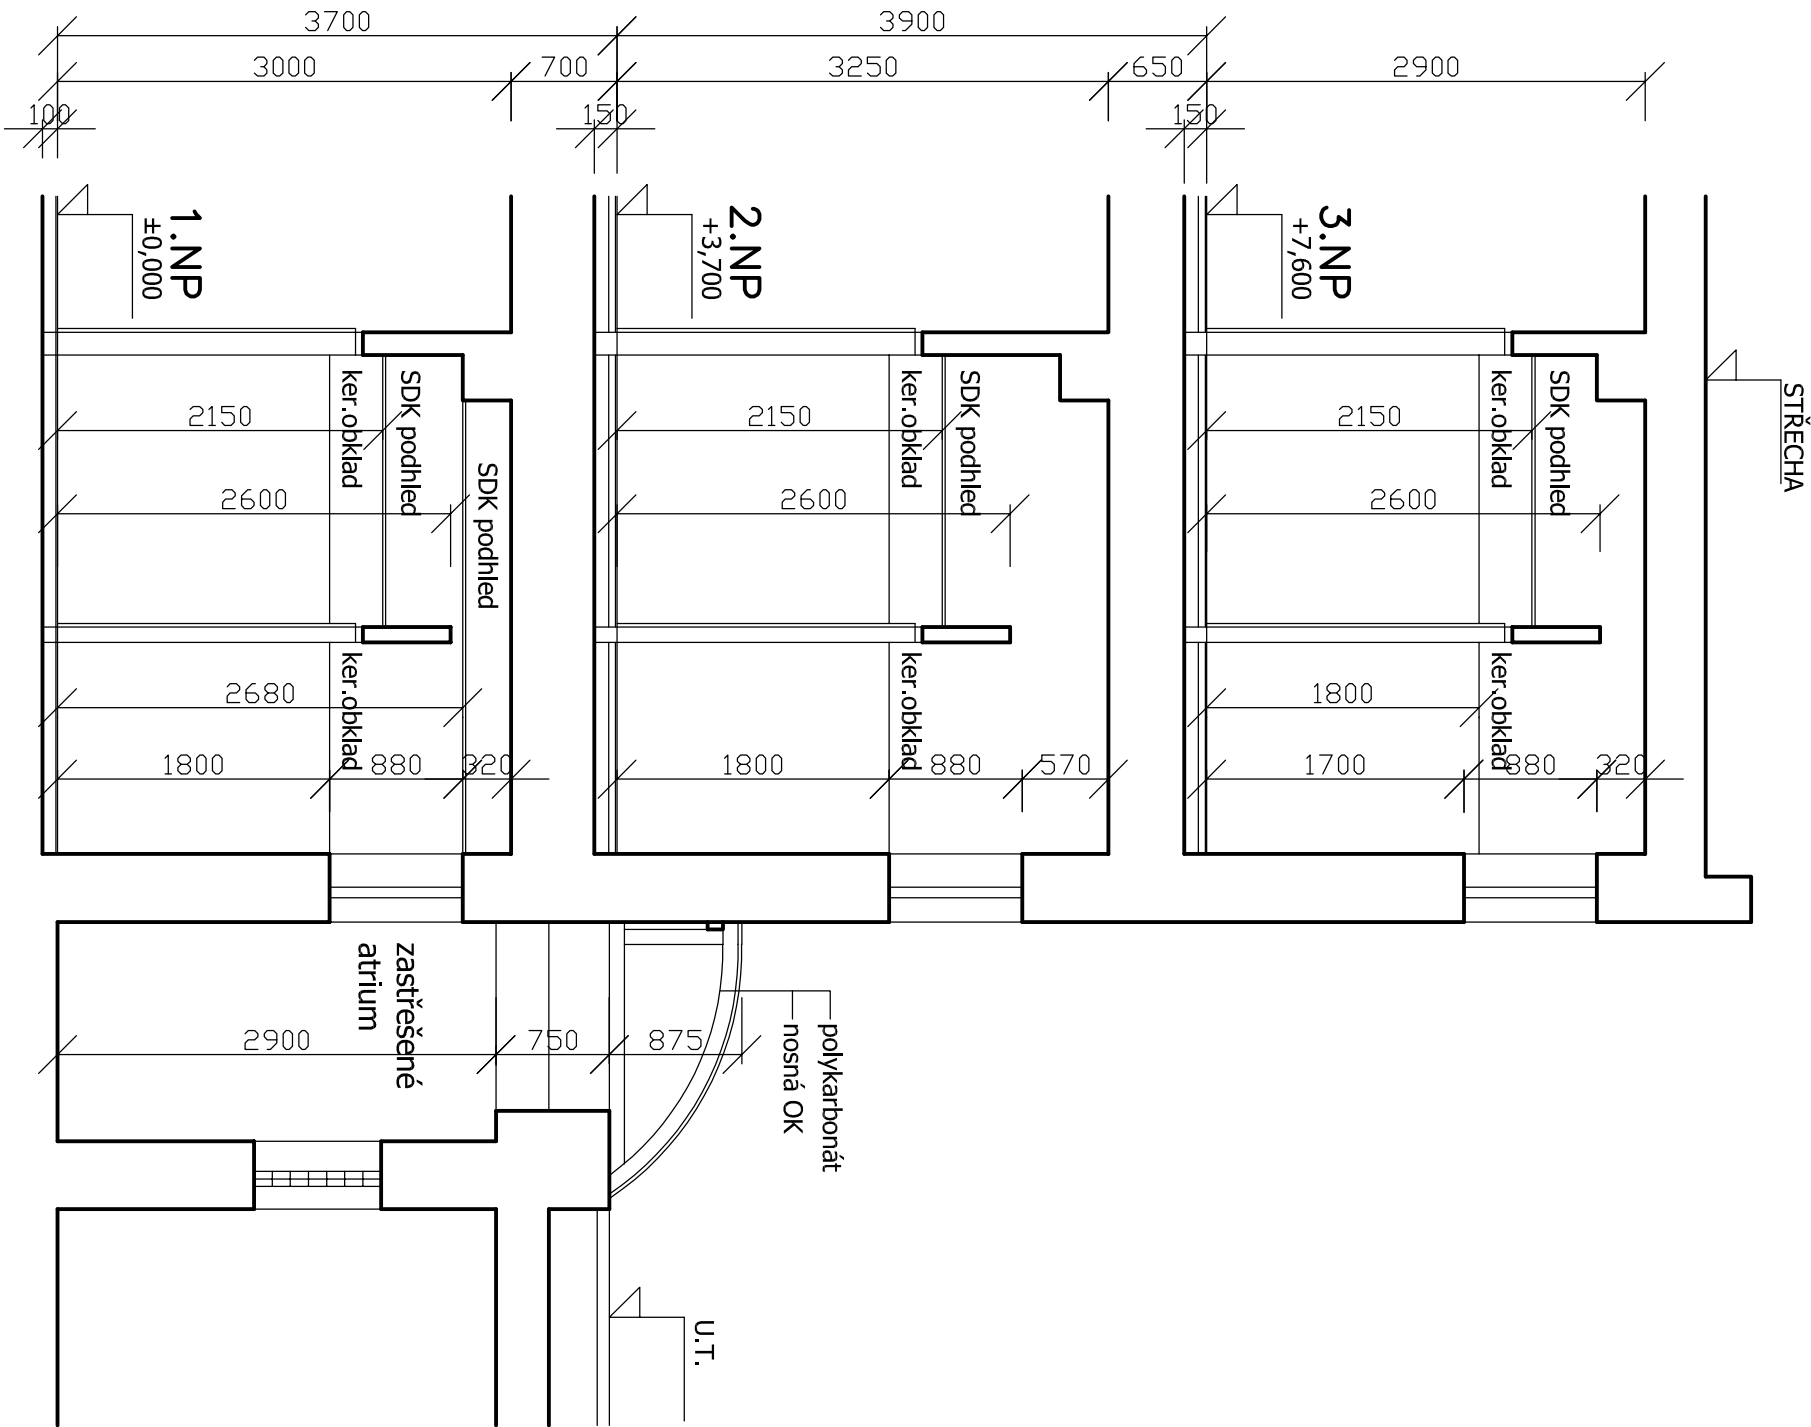 3700
3900
3000
700
3250
650
2900
100
150
150
1.NP
±0,000
2.NP
+3,700
3.NP
+7,600
STŘECHA
SDK podhled
ker.obklad
2150
2600
SDK podhled
ker.obklad
2680
1800
880
320
SDK podhled
ker.obklad
2150
2600
ker.obklad
1800
880
570
SDK podhled
ker.obklad
2150
2600
ker.obklad
1800
1700
880
320
zastřešené
atrium
2900
750
875
polykarbonát
nosná OK
U.T.